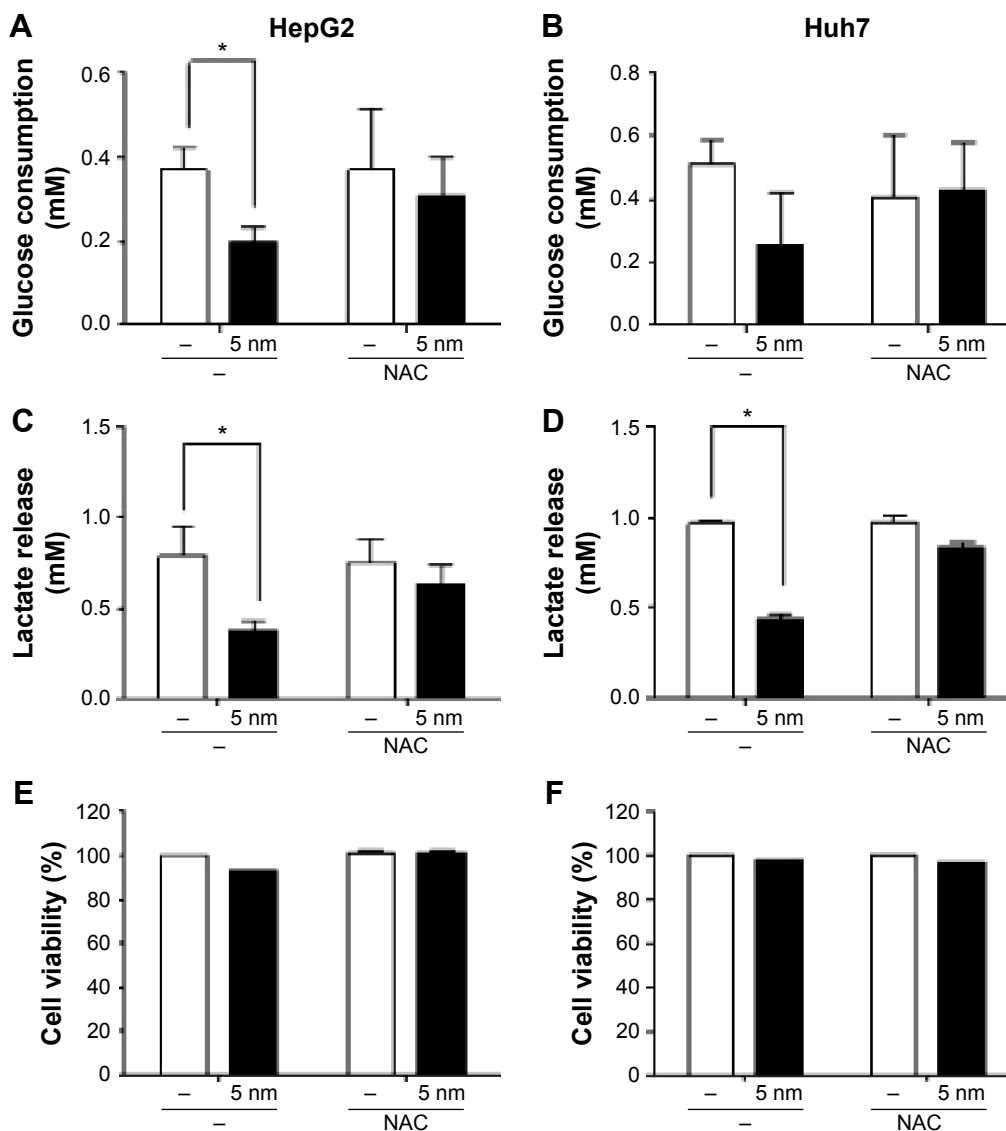 A
HepG2
*
Glucose consumption
(mM)
0.6
0.4
0.2
0.0
– 5 nm – 5 nm
– NAC
B
Huh7
Glucose consumption
(mM)
0.8
0.6
0.4
0.2
0.0
– 5 nm – 5 nm
– NAC
C
*
Lactate release
(mM)
1.5
1.0
0.5
0.0
– 5 nm – 5 nm
– NAC
D
*
Lactate release
(mM)
1.5
1.0
0.5
0.0
– 5 nm – 5 nm
– NAC
E
Cell viability (%)
120
100
80
60
40
20
0
– 5 nm – 5 nm
– NAC
F
Cell viability (%)
120
100
80
60
40
20
0
– 5 nm – 5 nm
– NAC